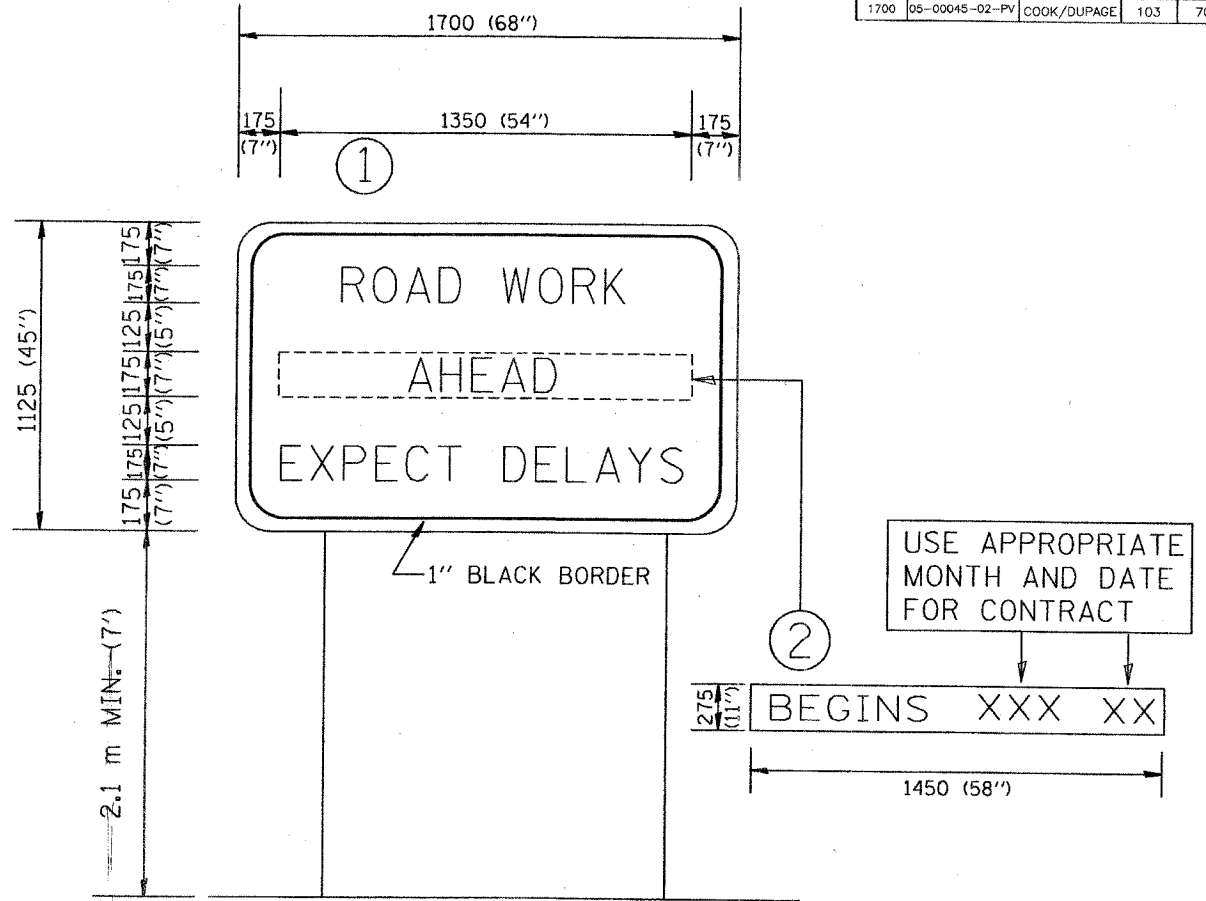 1700 05-00045-02-PV COOK/DUPAGE 103 70
1700 (68'')
175 (7'')
1350 (54'')
175 (7'')
1
1125 (45'')
175 (7'')
175 (7'')
125 (5'')
175 (7'')
125 (5'')
175 (7'')
175 (7'')
ROAD WORK
AHEAD
EXPECT DELAYS
1'' BLACK BORDER
2.1 m MIN. (7')
2
USE APPROPRIATE
MONTH AND DATE
FOR CONTRACT
275 (11'')
BEGINS XXX XX
1450 (58'')